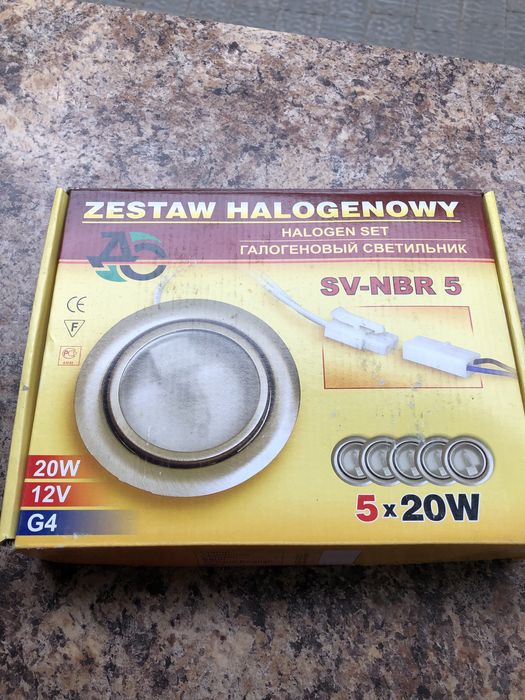 ZESTAW HALOGENOWY
HALOGEN SET
ГАЛОГЕНОВЫЙ СВЕТИЛЬНИК
SV-NBR 5
CE
F
20W
12V
G4
5 x 20W